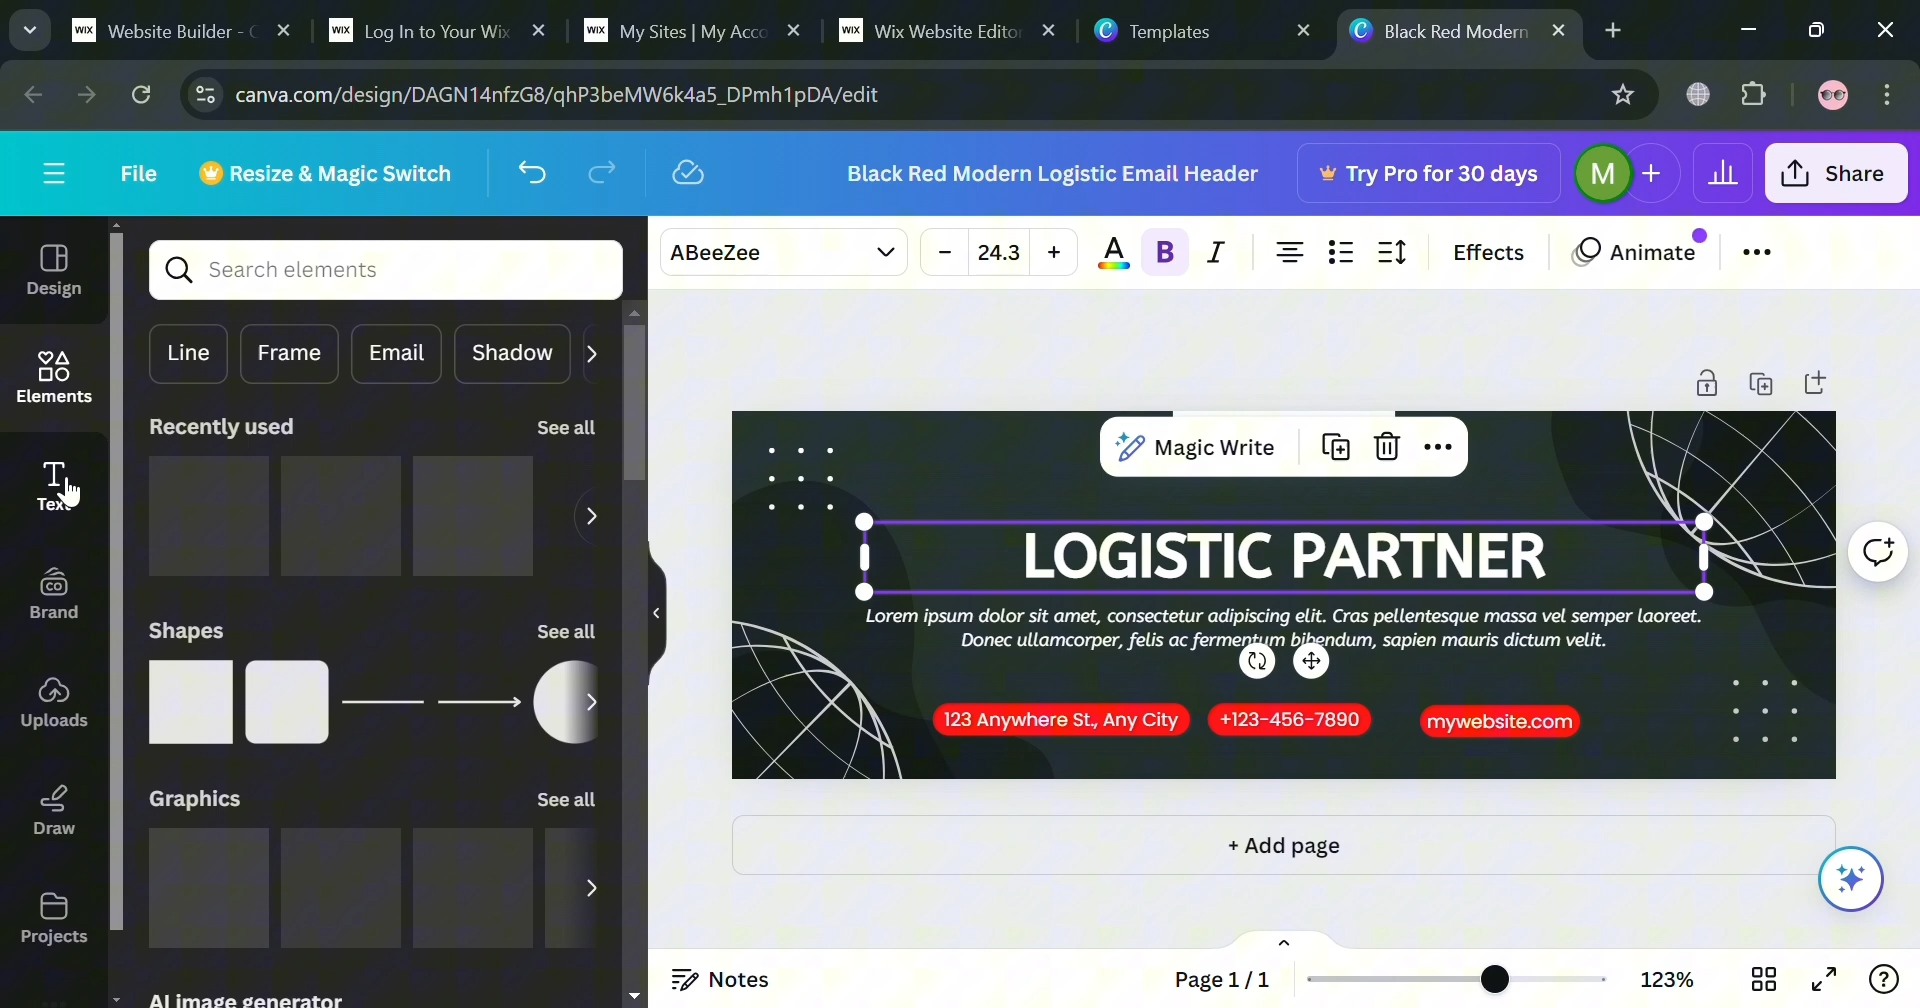 Website Builder - C
Log In to Your Wix
My Sites | My Acco
Wix Website Editor
Templates
Black Red Modern
canva.com/design/DAGN14nfzG8/qhP3beMW6k4a5_DPmh1pDA/edit
File
Resize & Magic Switch
Black Red Modern Logistic Email Header
Try Pro for 30 days
M
Share
Design
Elements
Text
Brand
Uploads
Draw
Projects
Search elements
Line
Frame
Email
Shadow
Recently used
See all
Shapes
See all
Graphics
See all
AI image generator
ABeeZee
24.3
Effects
Animate
Magic Write
LOGISTIC PARTNER
Lorem ipsum dolor sit amet, consectetur adipiscing elit. Cras pellentesque massa vel semper laoreet.
Donec ullamcorper, felis ac fermentum bibendum, sapien mauris dictum velit.
123 Anywhere St., Any City
+123-456-7890
mywebsite.com
+ Add page
Notes
Page 1 / 1
123%